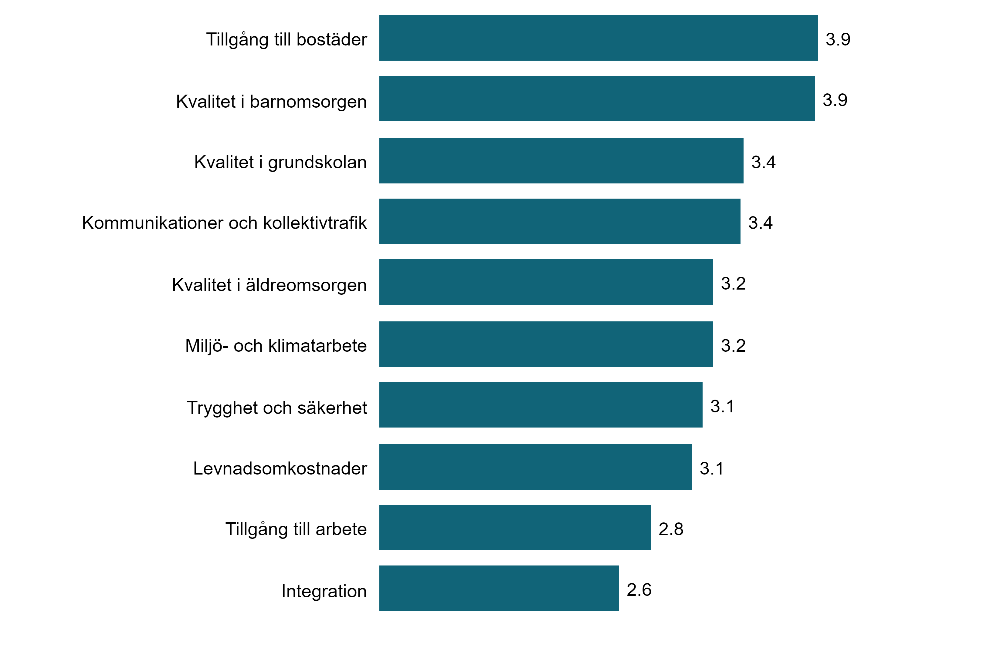 Tillgång till bostäder 3.9
Kvalitet i barnomsorgen 3.9
Kvalitet i grundskolan 3.4
Kommunikationer och kollektivtrafik 3.4
Kvalitet i äldreomsorgen 3.2
Miljö- och klimatarbete 3.2
Trygghet och säkerhet 3.1
Levnadsomkostnader 3.1
Tillgång till arbete 2.8
Integration 2.6